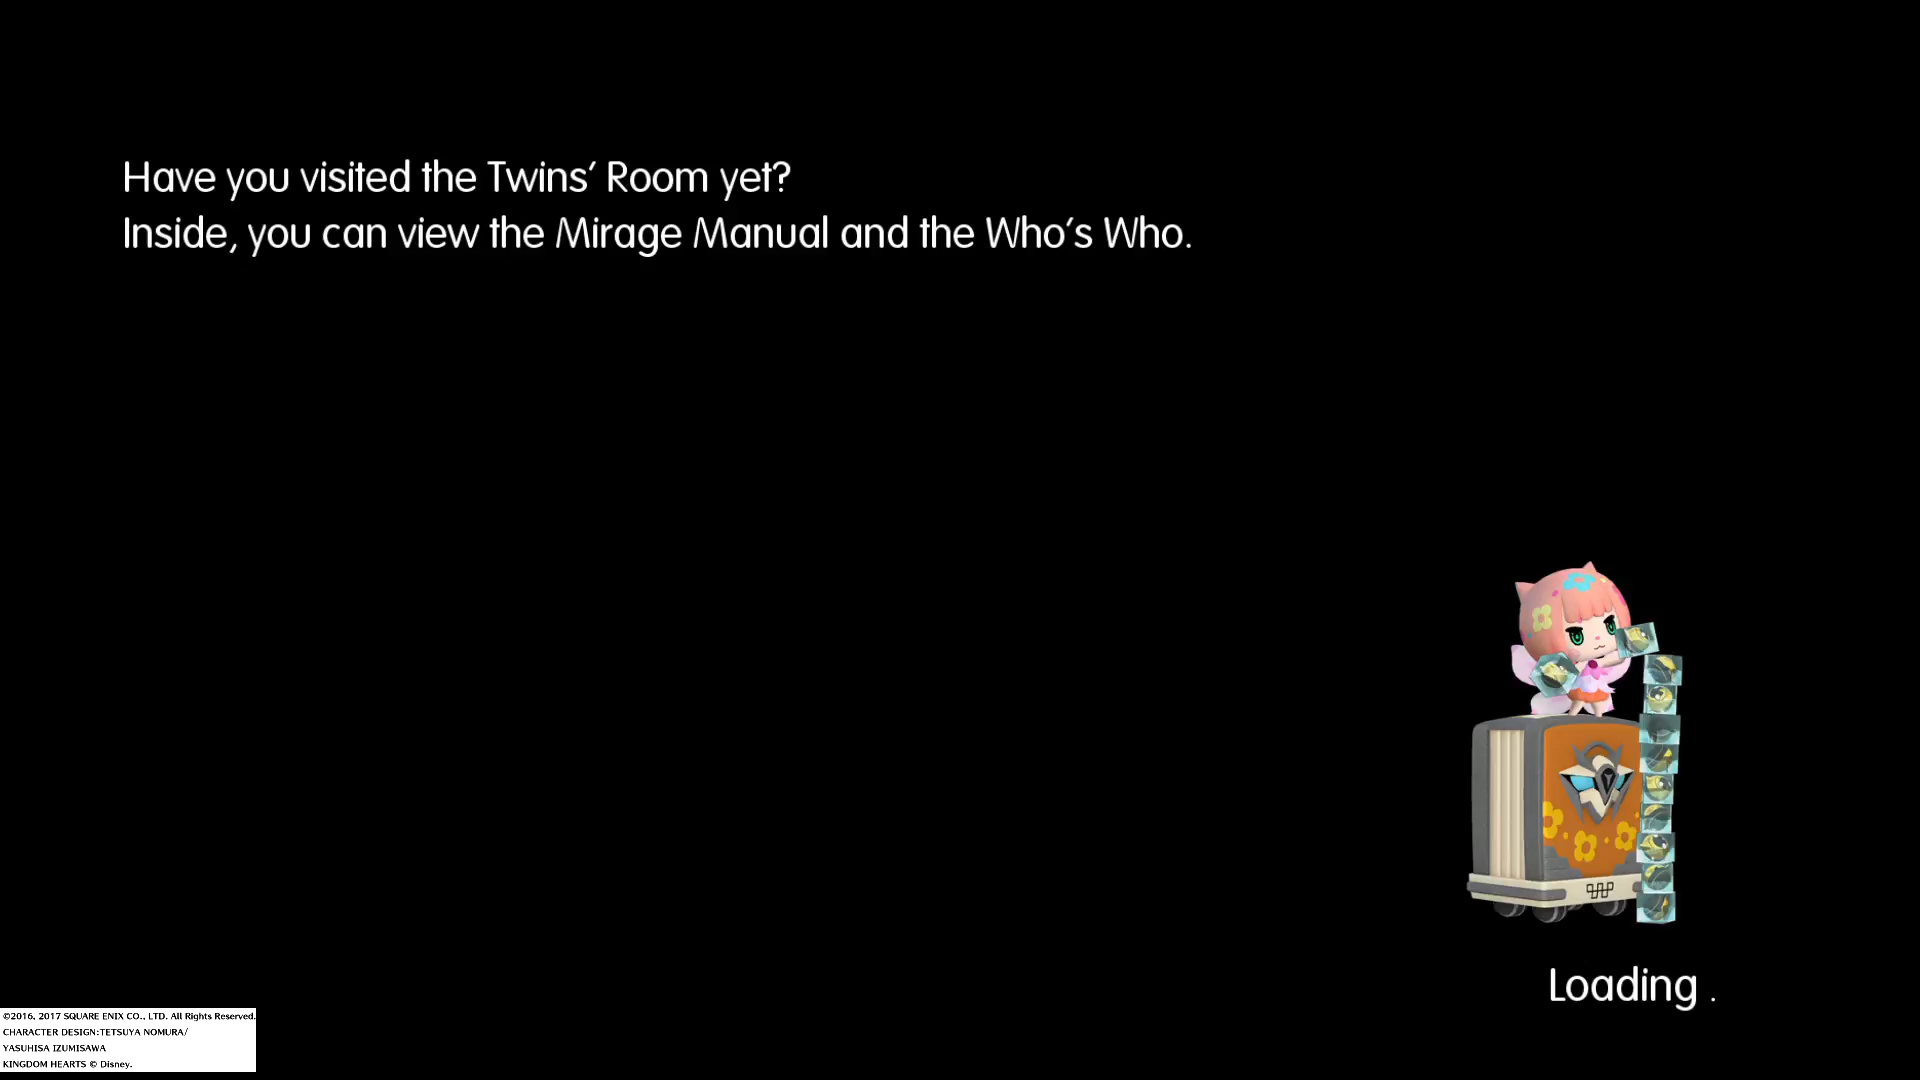 Have you visited the Twins' Room yet?
Inside, you can view the Mirage Manual and the Who's Who.
Loading .
©2016, 2017 SQUARE ENIX CO., LTD. All Rights Reserved.
CHARACTER DESIGN:TETSUYA NOMURA/
YASUHISA IZUMISAWA
KINGDOM HEARTS © Disney.